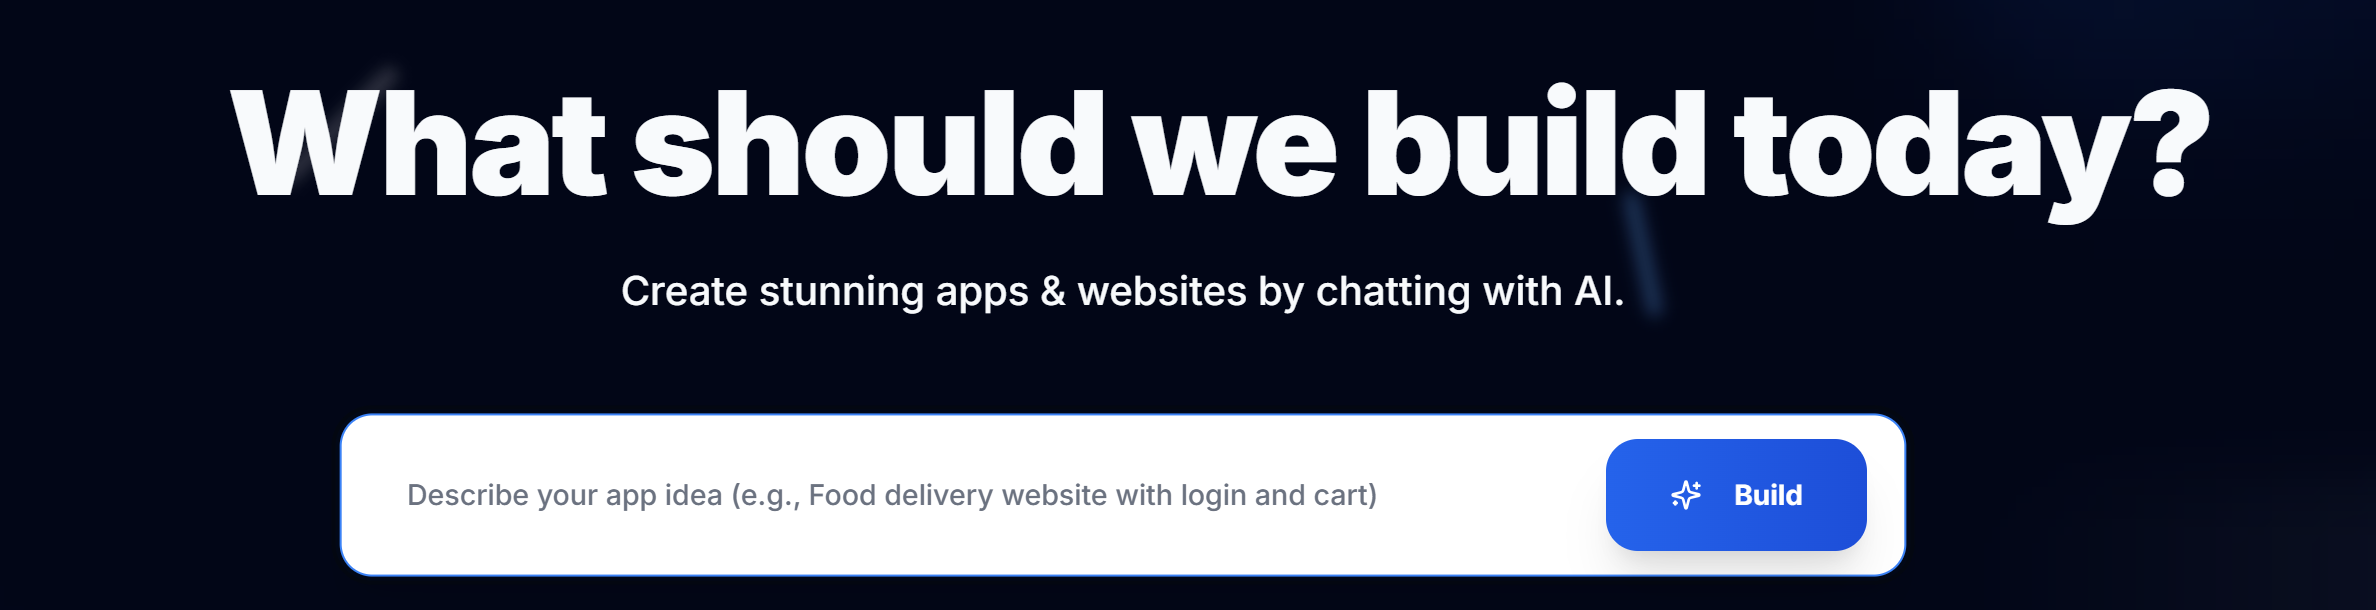 What should we build today?
Create stunning apps & websites by chatting with AI.
Describe your app idea (e.g., Food delivery website with login and cart)
Build